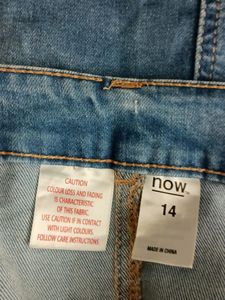 CAUTION
COLOUR LOSS AND FADING
IS CHARACTERISTIC
OF THIS FABRIC.
USE CAUTION IF IN CONTACT
WITH LIGHT COLOURS.
FOLLOW CARE INSTRUCTIONS
now
14
MADE IN CHINA